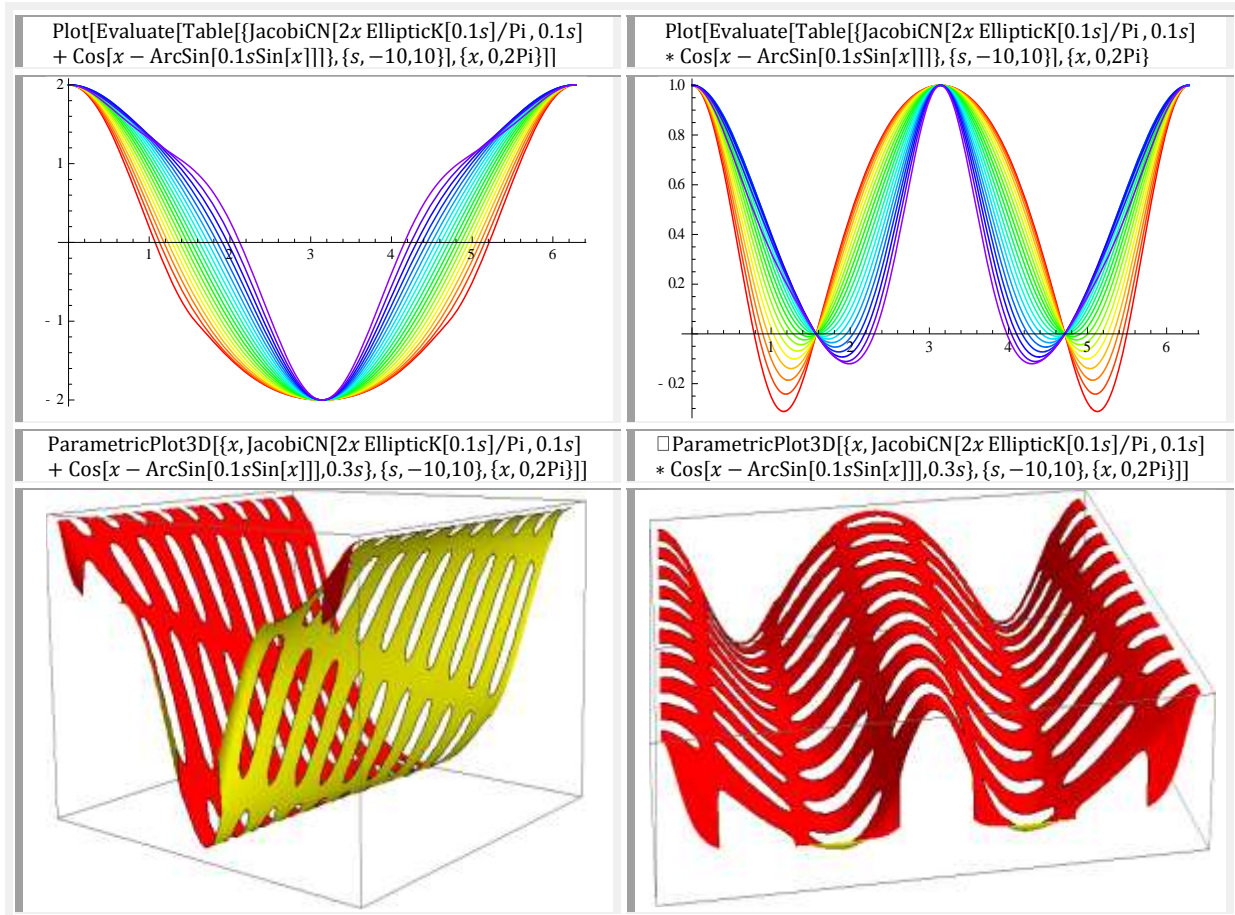 Plot[Evaluate[Table[{JacobiCN[2x EllipticK[0.1s]/Pi , 0.1s]
+ Cos[x − ArcSin[0.1sSin[x]]]}, {s, −10,10}], {x, 0,2Pi}]]
Plot[Evaluate[Table[{JacobiCN[2x EllipticK[0.1s]/Pi , 0.1s]
∗ Cos[x − ArcSin[0.1sSin[x]]]}, {s, −10,10}], {x, 0,2Pi}
2
1
1
2
3
4
5
6
- 1
- 2
1.0
0.8
0.6
0.4
0.2
1
2
3
4
5
6
- 0.2
ParametricPlot3D[{x, JacobiCN[2x EllipticK[0.1s]/Pi , 0.1s]
+ Cos[x − ArcSin[0.1sSin[x]]],0.3s}, {s, −10,10}, {x, 0,2Pi}]]
□ParametricPlot3D[{x, JacobiCN[2x EllipticK[0.1s]/Pi , 0.1s]
∗ Cos[x − ArcSin[0.1sSin[x]]],0.3s}, {s, −10,10}, {x, 0,2Pi}]]